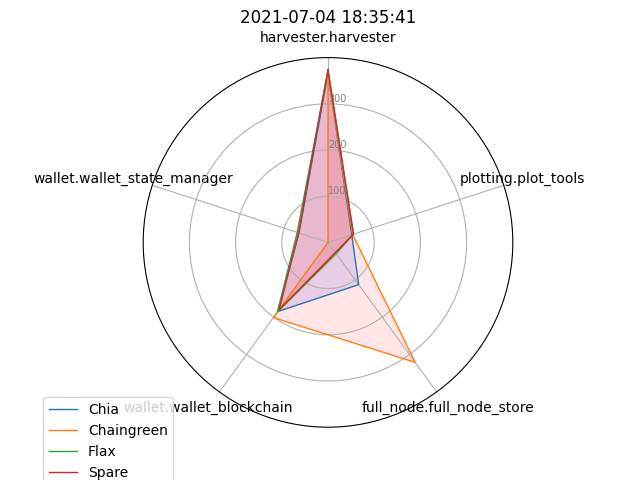 2021-07-04 18:35:41
harvester.harvester
300
wallet.wallet_state_manager
plotting.plot_tools
200
100
wallet.wallet_blockchain
full_node.full_node_store
Chia
Chaingreen
Flax
Spare